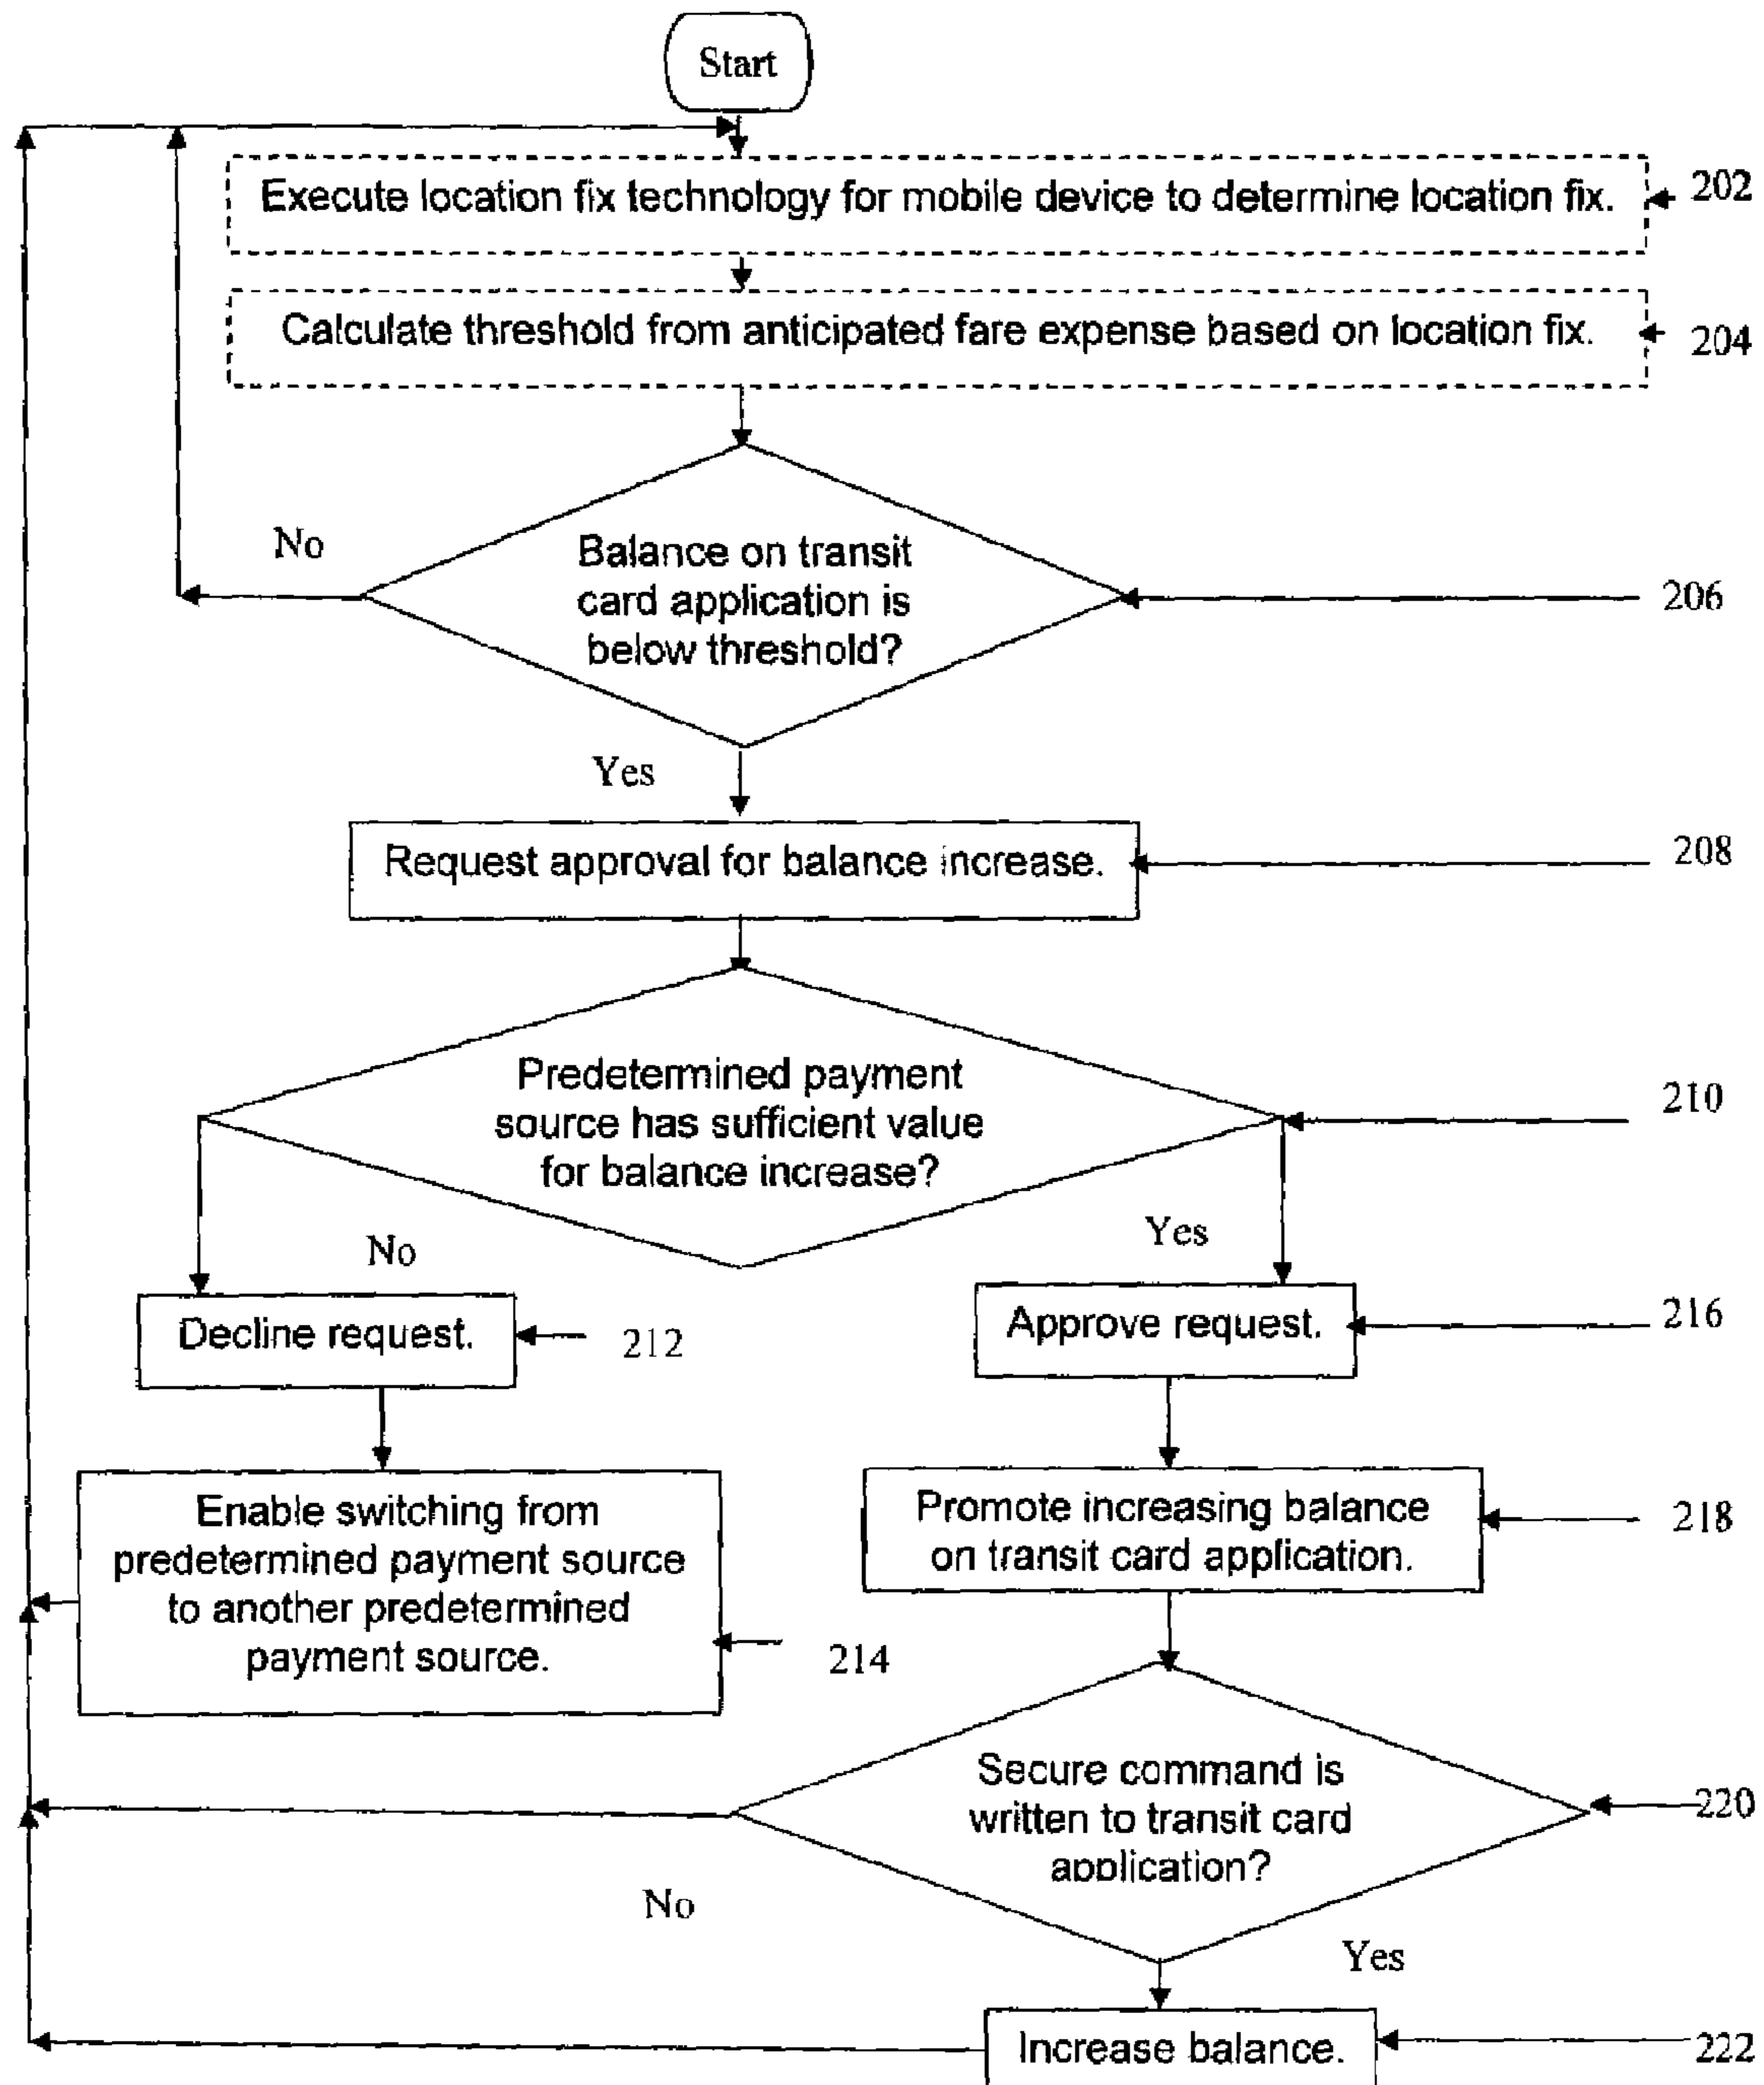 Start
Execute location fix technology for mobile device to determine location fix.
202
Calculate threshold from anticipated fare expense based on location fix.
204
No
Balance on transit
card application is
below threshold?
206
Yes
Request approval for balance increase.
208
Predetermined payment
source has sufficient value
for balance increase?
210
No
Yes
Decline request.
212
Approve request.
216
Enable switching from
predetermined payment source
to another predetermined
payment source.
214
Promote increasing balance
on transit card application.
218
Secure command is
written to transit card
application?
220
No
Yes
Increase balance.
222